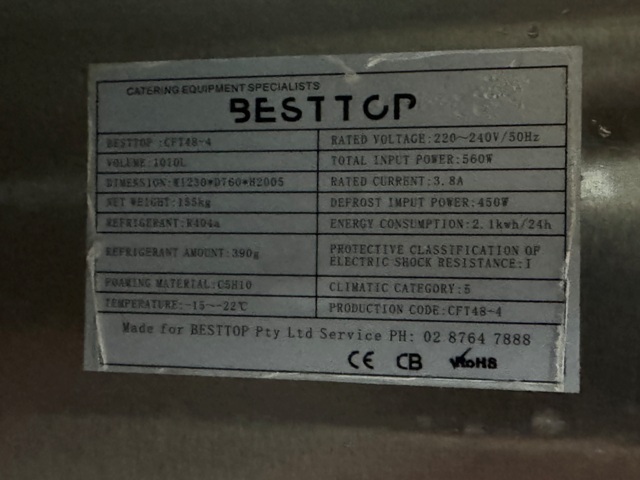 CATERING EQUIPMENT SPECIALISTS
BESTTOP
BESTTOP :CFT48-4
RATED VOLTAGE:220~240V/50Hz
VOLUME:1010L
TOTAL INPUT POWER:560W
DIMENSION:W1230*D760*H2005
RATED CURRENT:3.8A
NET WEIGHT:155kg
DEFROST IMPUT POWER:450W
REFRIGERANT:R404a
ENERGY CONSUMPTION:2.1kwh/24h
REFRIGERANT AMOUNT:390g
PROTECTIVE CLASSIFICATION OF
ELECTRIC SHOCK RESISTANCE:I
FOAMING MATERIAL:C5H10
CLIMATIC CATEGORY:5
TEMPERATURE:-15~-22℃
PRODUCTION CODE:CFT48-4
Made for BESTTOP Pty Ltd Service PH: 02 8764 7888
CE CB RoHS